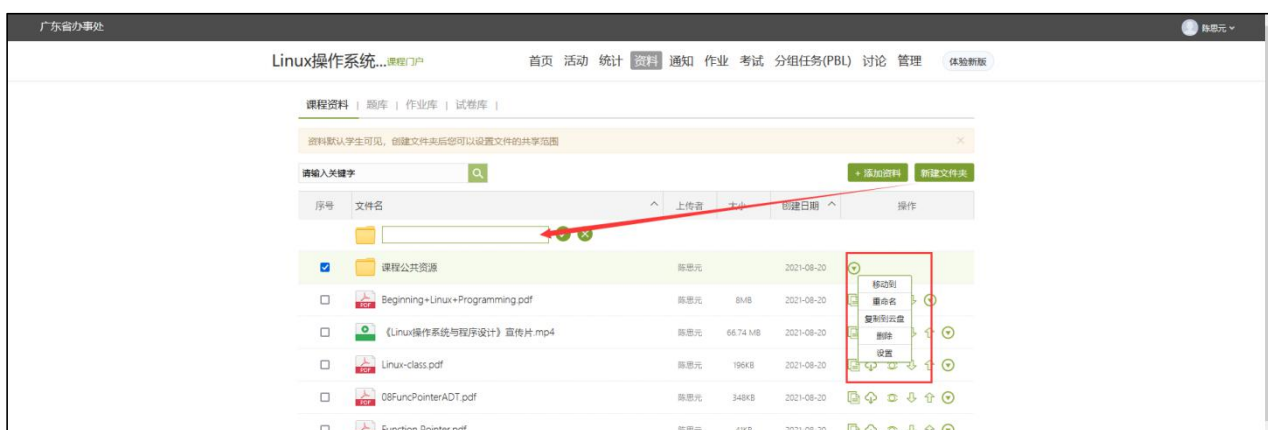 广东省办事处
陈思元
Linux操作系统...课程门户 首页 活动 统计 资料 通知 作业 考试 分组任务(PBL) 讨论 管理 体验新版
课程资料 | 题库 | 作业库 | 试卷库 |
资料默认学生可见，创建文件夹后您可以设置文件的共享范围
请输入关键字 + 添加资料 新建文件夹
序号 文件名 上传者 大小 创建日期 操作
课程公共资源 陈思元 2021-08-20
移动到
Beginning+Linux+Programming.pdf 陈思元 8MB 2021-08-20 重命名
复制到云盘
《Linux操作系统与程序设计》宣传片.mp4 陈思元 66.74 MB 2021-08-20 删除
设置
Linux-class.pdf 陈思元 196KB 2021-08-20
08FuncPointerADT.pdf 陈思元 348KB 2021-08-20
Function Pointer.pdf 陈思元 2021-08-20